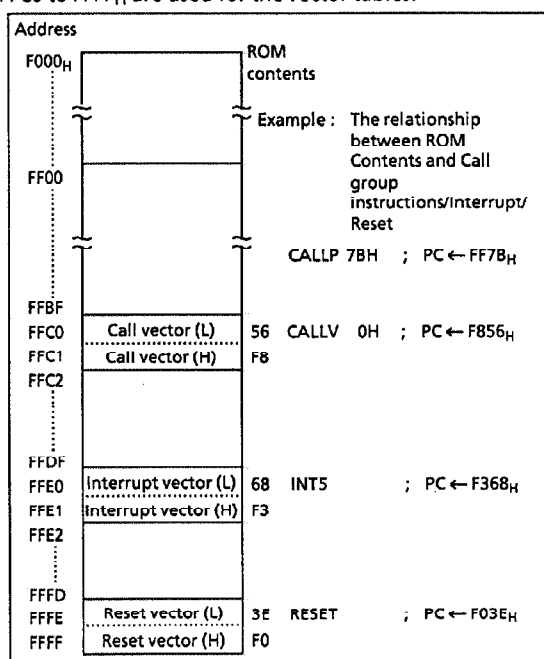 are used for the vector tables.
Address
F000H
ROM
contents
Example : The relationship
between ROM
Contents and Call
group
instructions/Interrupt/
Reset
FF00
CALLP 7BH ; PC ← FF7BH
FFBF
FFC0 Call vector (L) 56 CALLV 0H ; PC ← F856H
FFC1 Call vector (H) F8
FFC2
FFDF
FFE0 Interrupt vector (L) 68 INT5 ; PC ← F368H
FFE1 Interrupt vector (H) F3
FFE2
FFFD
FFFE Reset vector (L) 3E RESET ; PC ← F03EH
FFFF Reset vector (H) F0